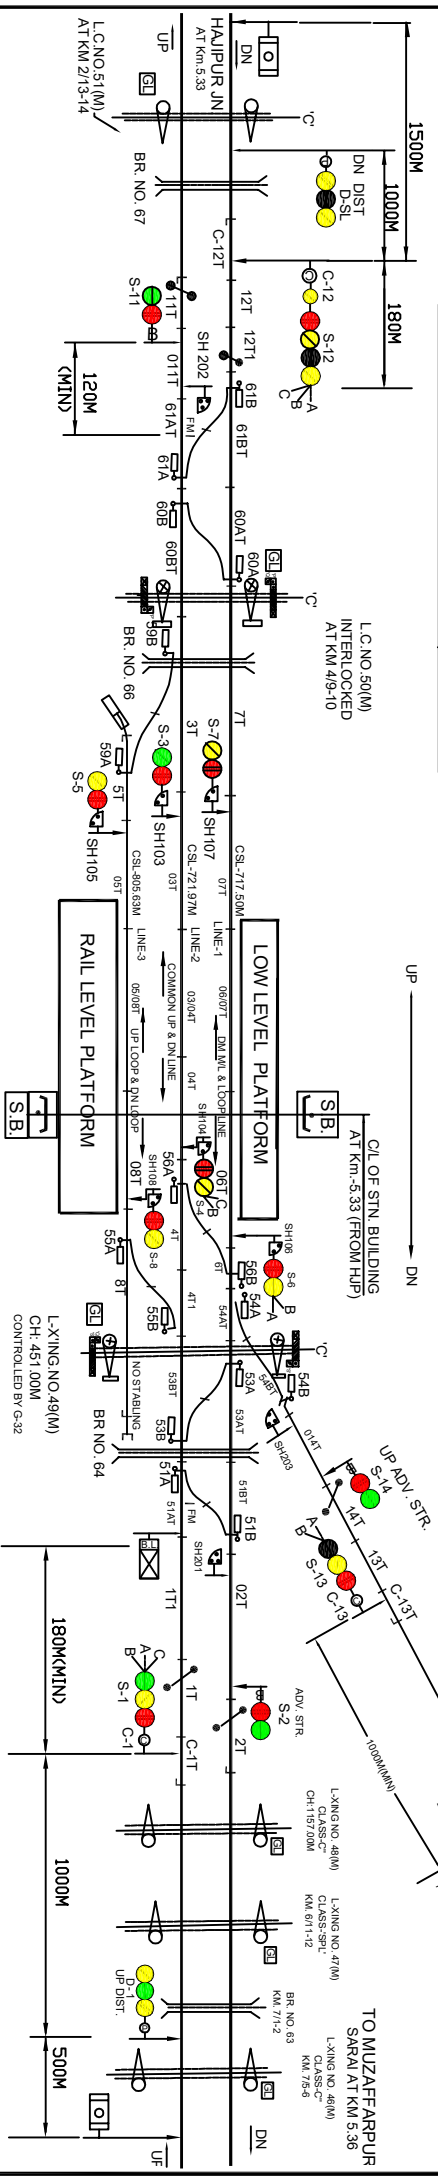 1500M
1000M
180M
DN DIST
D-SL
C-12
S-12
A
B
C
HAJIPUR JN
AT Km.5.33
DN
UP
GL
'C'
L.C.NO.51(M)
AT KM 2/13-14
BR. NO. 67
C-12T
12T
12T1
S-11
11T
011T
B
120M
(MIN)
SH 202
FM
61B
61BT
61AT
61A
60B
60BT
60AT
60A
GL
'C'
L.C.NO.50(M)
INTERLOCKED
AT KM 4/9-10
59B
BR. NO. 66
59A
7T
3T
5T
S-7
S-3
S-5
SH107
SH103
SH105
CSL-717.50M
CSL-721.97M
CSL-805.63M
07T
03T
05T
LINE-1
LINE-2
LINE-3
LOW LEVEL PLATFORM
RAIL LEVEL PLATFORM
06/07T
DM M/L & LOOP LINE
COMMON UP & DN LINE
03/04T
05/08T
UP LOOP & DN LOOP
04T
UP
DN
S.B.
S.B.
C/L OF STN. BUILDING
AT Km.-5.33 (FROM HJP)
SH104
06T
S-4
C
B
SH108
08T
S-8
56A
55A
4T
8T
SH106
S-6
B
A
6T
56B
54A
54AT
4T1
55B
GL
L-X'ING.NO.49(M)
CH: 451.00M
CONTROLLED BY G-32
'C'
54B
54BT
NO STABLING
53A
53AT
53BT
53B
BR NO. 64
SH203
014T
51A
51AT
51BT
51B
FM
SH201
02T
UP ADV. STR.
S-14
B
14T
13T
C-13T
A
B
S-13
C-13
C
1000M(MIN)
B.L
1T1
180M(MIN)
A
B
C
S-1
C-1
C
1T
C-1T
ADV. STR.
S-2
B
2T
L-XING NO. 48(M)
CLASS-C"
CH:1157.00M
GL
L-XING NO. 47(M)
CLASS-'SPL'
KM. 6/11-12
GL
1000M
D-1
UP DIST.
BR. NO. 63
KM. 7/1-2
L-XING NO. 46(M)
CLASS-C"
KM. 7/5-6
GL
TO MUZAFFARPUR
SARAI AT KM 5.36
500M
DN